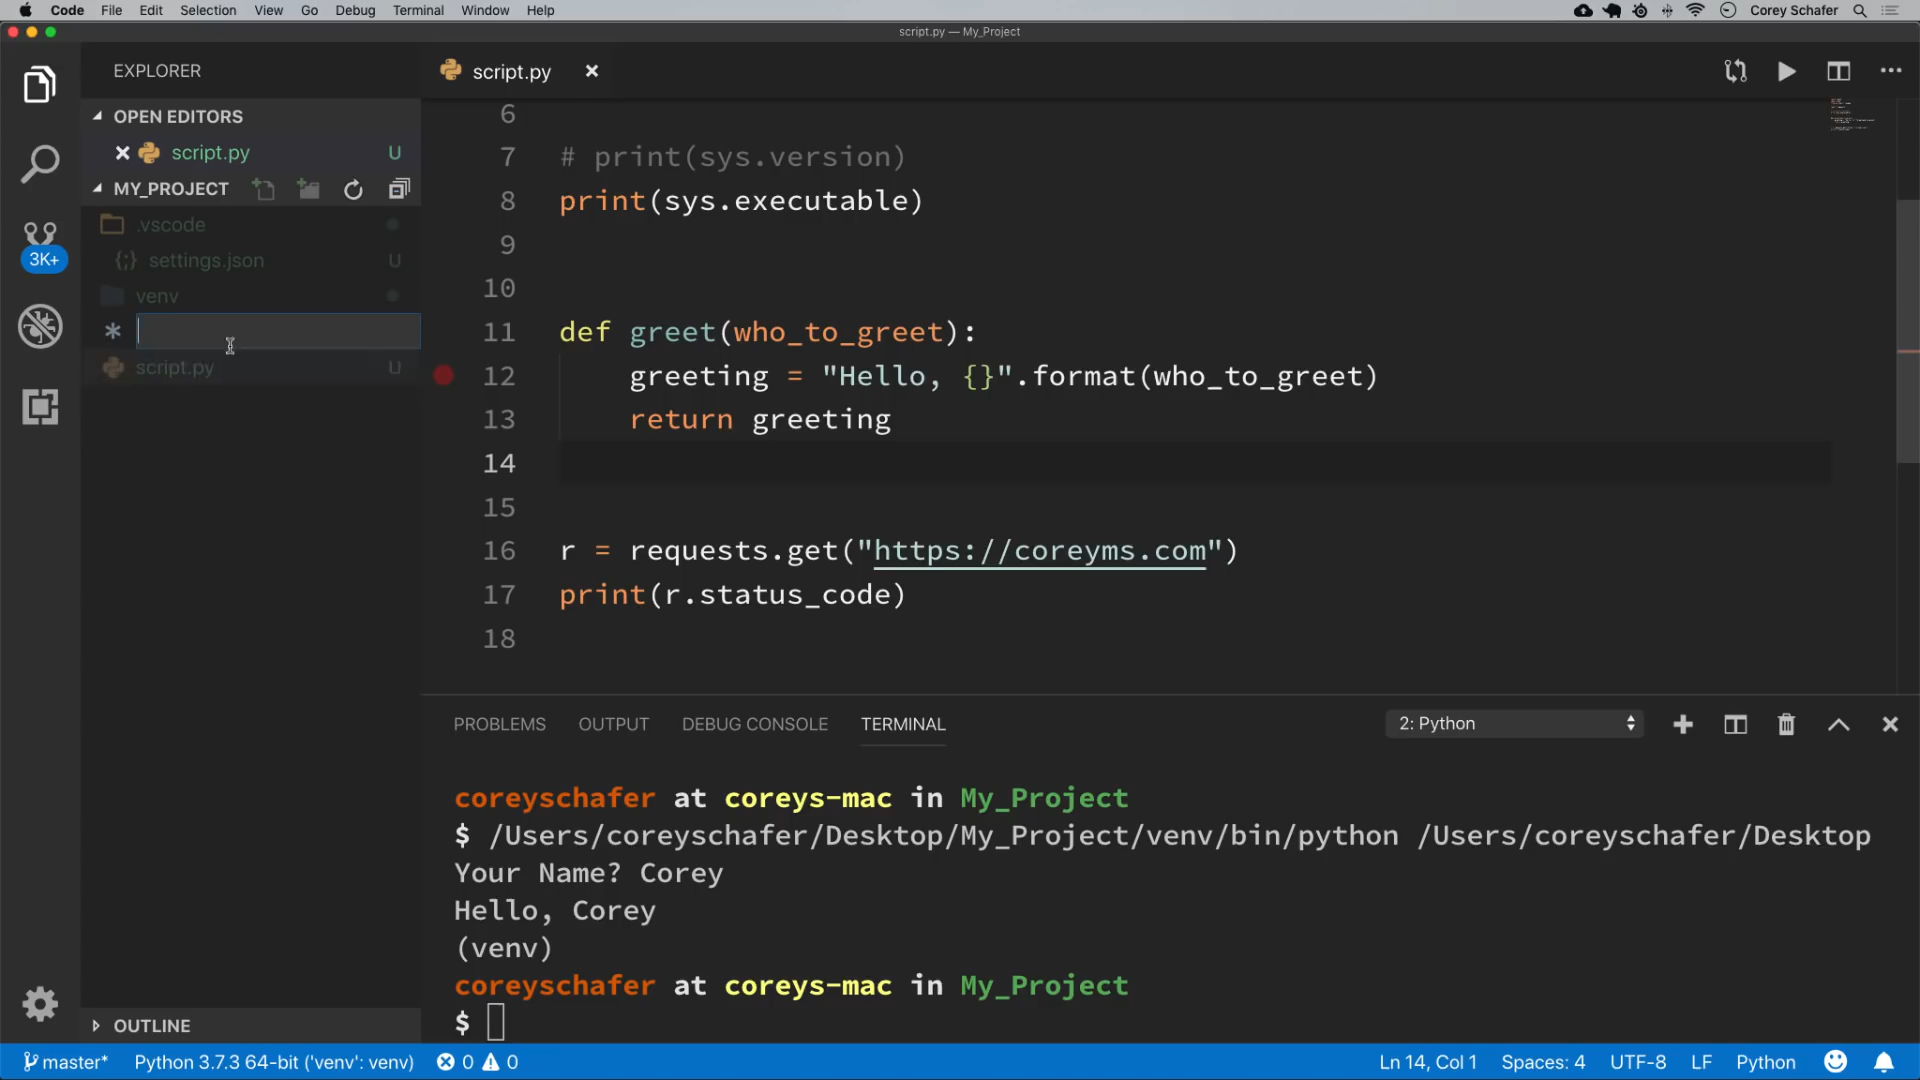 Code File Edit Selection View Go Debug Terminal Window Help Corey Schafer
script.py — My_Project
EXPLORER
script.py
OPEN EDITORS
script.py U
MY_PROJECT
.vscode
settings.json U
venv
script.py U
OUTLINE
3K+
6
7 # print(sys.version)
8 print(sys.executable)
9
10
11 def greet(who_to_greet):
12 greeting = "Hello, {}".format(who_to_greet)
13 return greeting
14
15
16 r = requests.get("https://coreyms.com")
17 print(r.status_code)
18
PROBLEMS OUTPUT DEBUG CONSOLE TERMINAL 2: Python
coreyschafer at coreys-mac in My_Project
$ /Users/coreyschafer/Desktop/My_Project/venv/bin/python /Users/coreyschafer/Desktop
Your Name? Corey
Hello, Corey
(venv)
coreyschafer at coreys-mac in My_Project
$
master* Python 3.7.3 64-bit ('venv': venv) 0 0 Ln 14, Col 1 Spaces: 4 UTF-8 LF Python